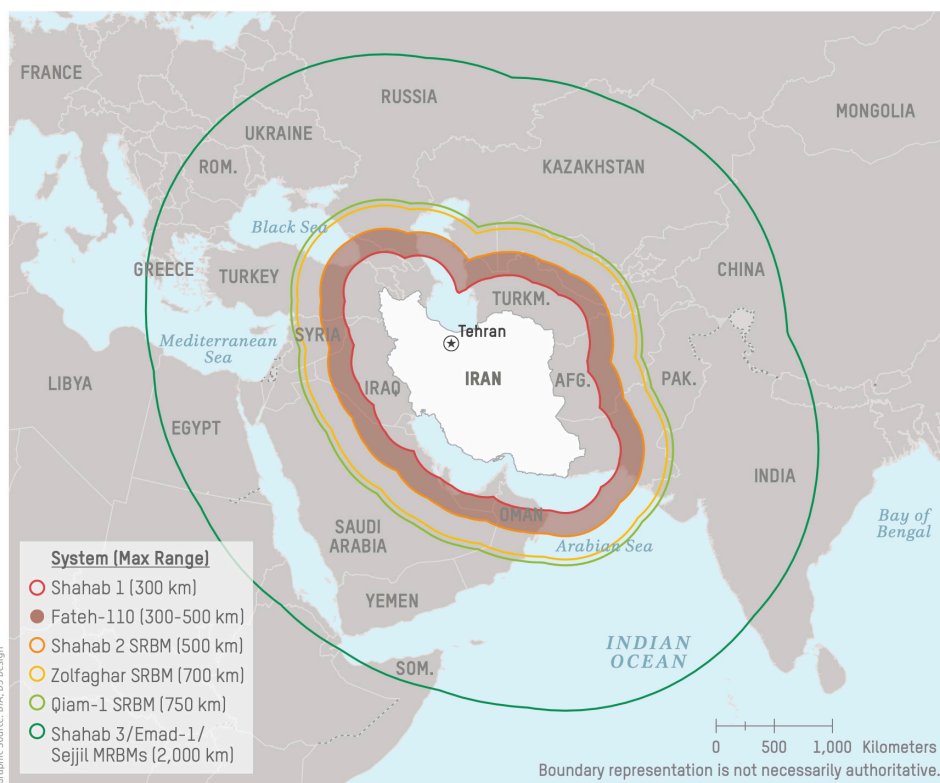 FRANCE
RUSSIA
MONGOLIA
UKRAINE
KAZAKHSTAN
ROM.
Black Sea
GREECE
TURKEY
CHINA
TURKM.
Tehran
SYRIA
Mediterranean
Sea
IRAN
AFG.
PAK.
LIBYA
IRAQ
EGYPT
INDIA
OMAN
SAUDI
ARABIA
Arabian Sea
Bay of
Bengal
YEMEN
INDIAN
OCEAN
SOM.
System (Max Range)
Shahab 1 (300 km)
Fateh-110 (300-500 km)
Shahab 2 SRBM (500 km)
Zolfaghar SRBM (700 km)
Qiam-1 SRBM (750 km)
Shahab 3/Emad-1/
Sejjil MRBMs (2,000 km)
0 500 1,000 Kilometers
Boundary representation is not necessarily authoritative.